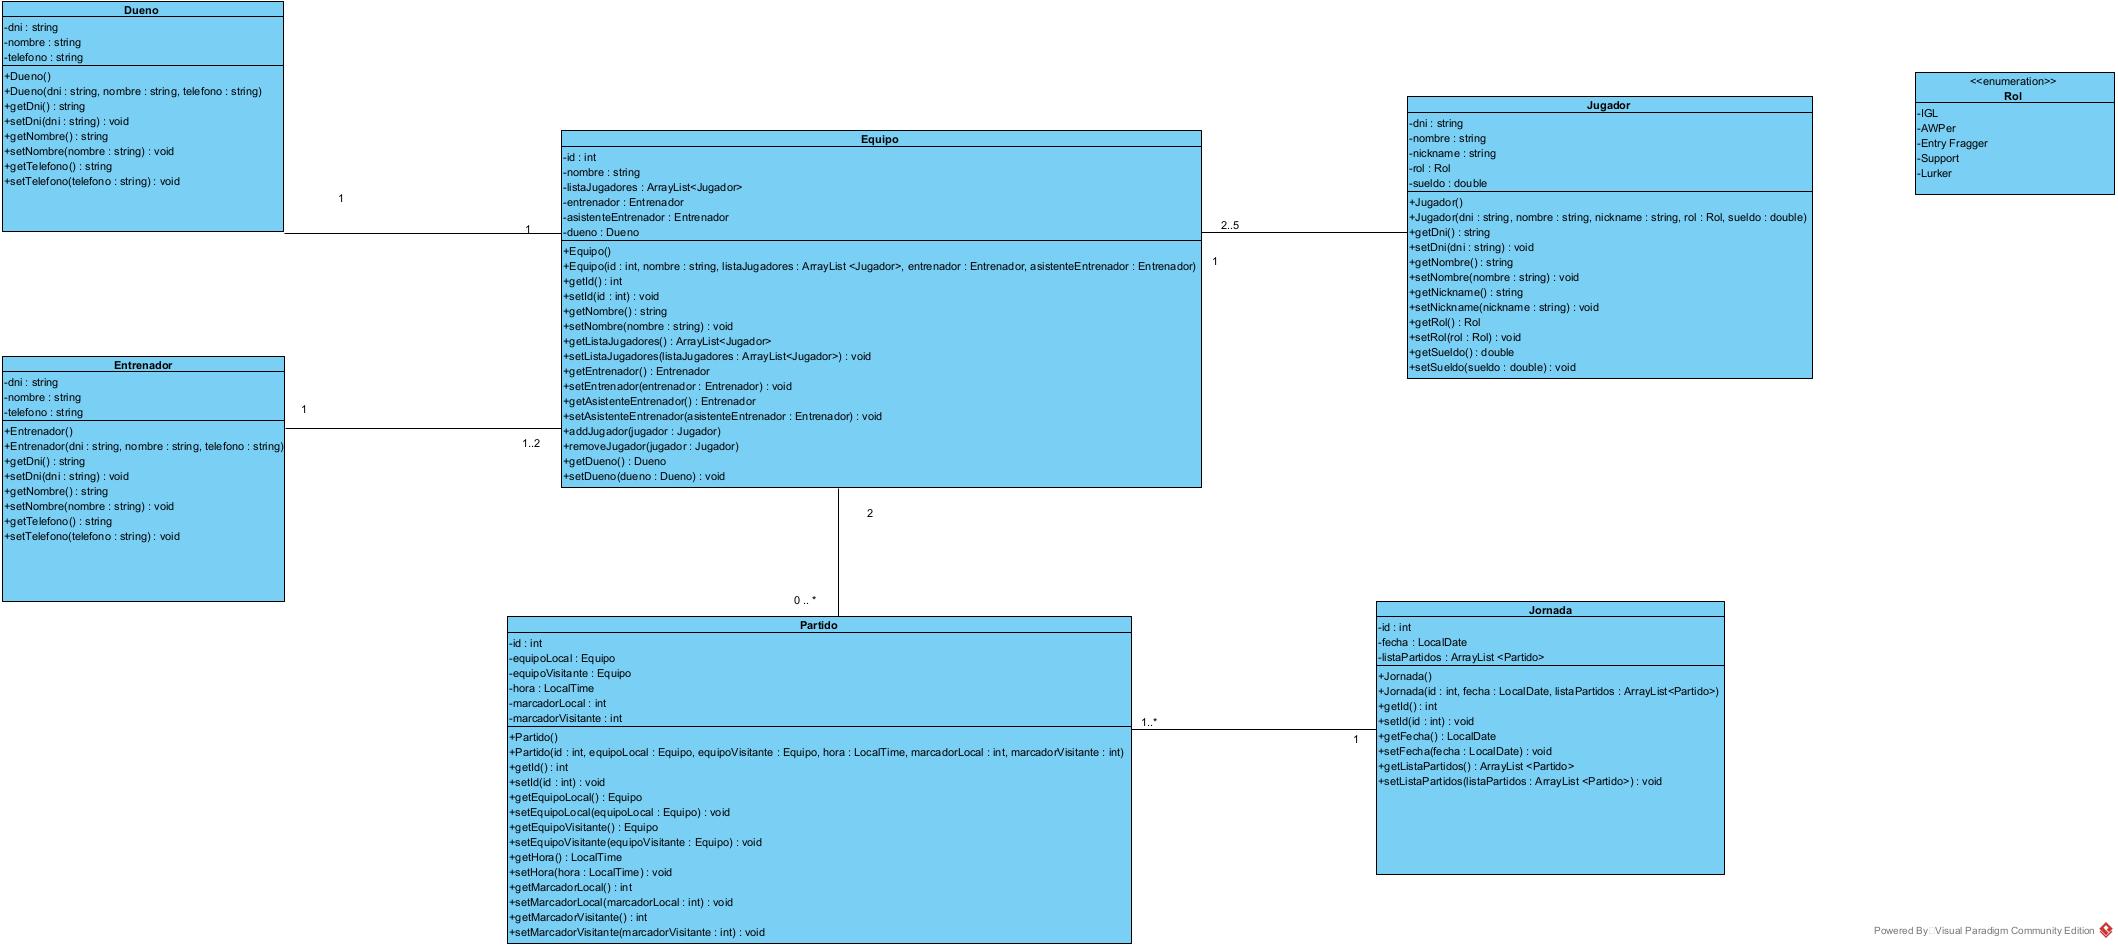 Dueno
-dni : string
-nombre : string
-telefono : string
+Dueno()
+Dueno(dni : string, nombre : string, telefono : string)
+getDni() : string
+setDni(dni : string) : void
+getNombre() : string
+setNombre(nombre : string) : void
+getTelefono() : string
+setTelefono(telefono : string) : void
1
1
Equipo
-id : int
-nombre : string
-listaJugadores : ArrayList<Jugador>
-entrenador : Entrenador
-asistenteEntrenador : Entrenador
-dueno : Dueno
+Equipo()
+Equipo(id : int, nombre : string, listaJugadores : ArrayList <Jugador>, entrenador : Entrenador, asistenteEntrenador : Entrenador)
+getId() : int
+setId(id : int) : void
+getNombre() : string
+setNombre(nombre : string) : void
+getListaJugadores() : ArrayList<Jugador>
+setListaJugadores(listaJugadores : ArrayList<Jugador>) : void
+getEntrenador() : Entrenador
+setEntrenador(entrenador : Entrenador) : void
+getAsistenteEntrenador() : Entrenador
+setAsistenteEntrenador(asistenteEntrenador : Entrenador) : void
+addJugador(jugador : Jugador)
+removeJugador(jugador : Jugador)
+getDueno() : Dueno
+setDueno(dueno : Dueno) : void
2..5
1
Jugador
-dni : string
-nombre : string
-nickname : string
-rol : Rol
-sueldo : double
+Jugador()
+Jugador(dni : string, nombre : string, nickname : string, rol : Rol, sueldo : double)
+getDni() : string
+setDni(dni : string) : void
+getNombre() : string
+setNombre(nombre : string) : void
+getNickname() : string
+setNickname(nickname : string) : void
+getRol() : Rol
+setRol(rol : Rol) : void
+getSueldo() : double
+setSueldo(sueldo : double) : void
<<enumeration>>
Rol
-IGL
-AWPer
-Entry Fragger
-Support
-Lurker
Entrenador
-dni : string
-nombre : string
-telefono : string
+Entrenador()
+Entrenador(dni : string, nombre : string, telefono : string)
+getDni() : string
+setDni(dni : string) : void
+getNombre() : string
+setNombre(nombre : string) : void
+getTelefono() : string
+setTelefono(telefono : string) : void
1
1..2
2
0 .. *
Partido
-id : int
-equipoLocal : Equipo
-equipoVisitante : Equipo
-hora : LocalTime
-marcadorLocal : int
-marcadorVisitante : int
+Partido()
+Partido(id : int, equipoLocal : Equipo, equipoVisitante : Equipo, hora : LocalTime, marcadorLocal : int, marcadorVisitante : int)
+getId() : int
+setId(id : int) : void
+getEquipoLocal() : Equipo
+setEquipoLocal(equipoLocal : Equipo) : void
+getEquipoVisitante() : Equipo
+setEquipoVisitante(equipoVisitante : Equipo) : void
+getHora() : LocalTime
+setHora(hora : LocalTime) : void
+getMarcadorLocal() : int
+setMarcadorLocal(marcadorLocal : int) : void
+getMarcadorVisitante() : int
+setMarcadorVisitante(marcadorVisitante : int) : void
1..*
1
Jornada
-id : int
-fecha : LocalDate
-listaPartidos : ArrayList <Partido>
+Jornada()
+Jornada(id : int, fecha : LocalDate, listaPartidos : ArrayList<Partido>)
+getId() : int
+setId(id : int) : void
+getFecha() : LocalDate
+setFecha(fecha : LocalDate) : void
+getListaPartidos() : ArrayList <Partido>
+setListaPartidos(listaPartidos : ArrayList <Partido>) : void
Powered By Visual Paradigm Community Edition